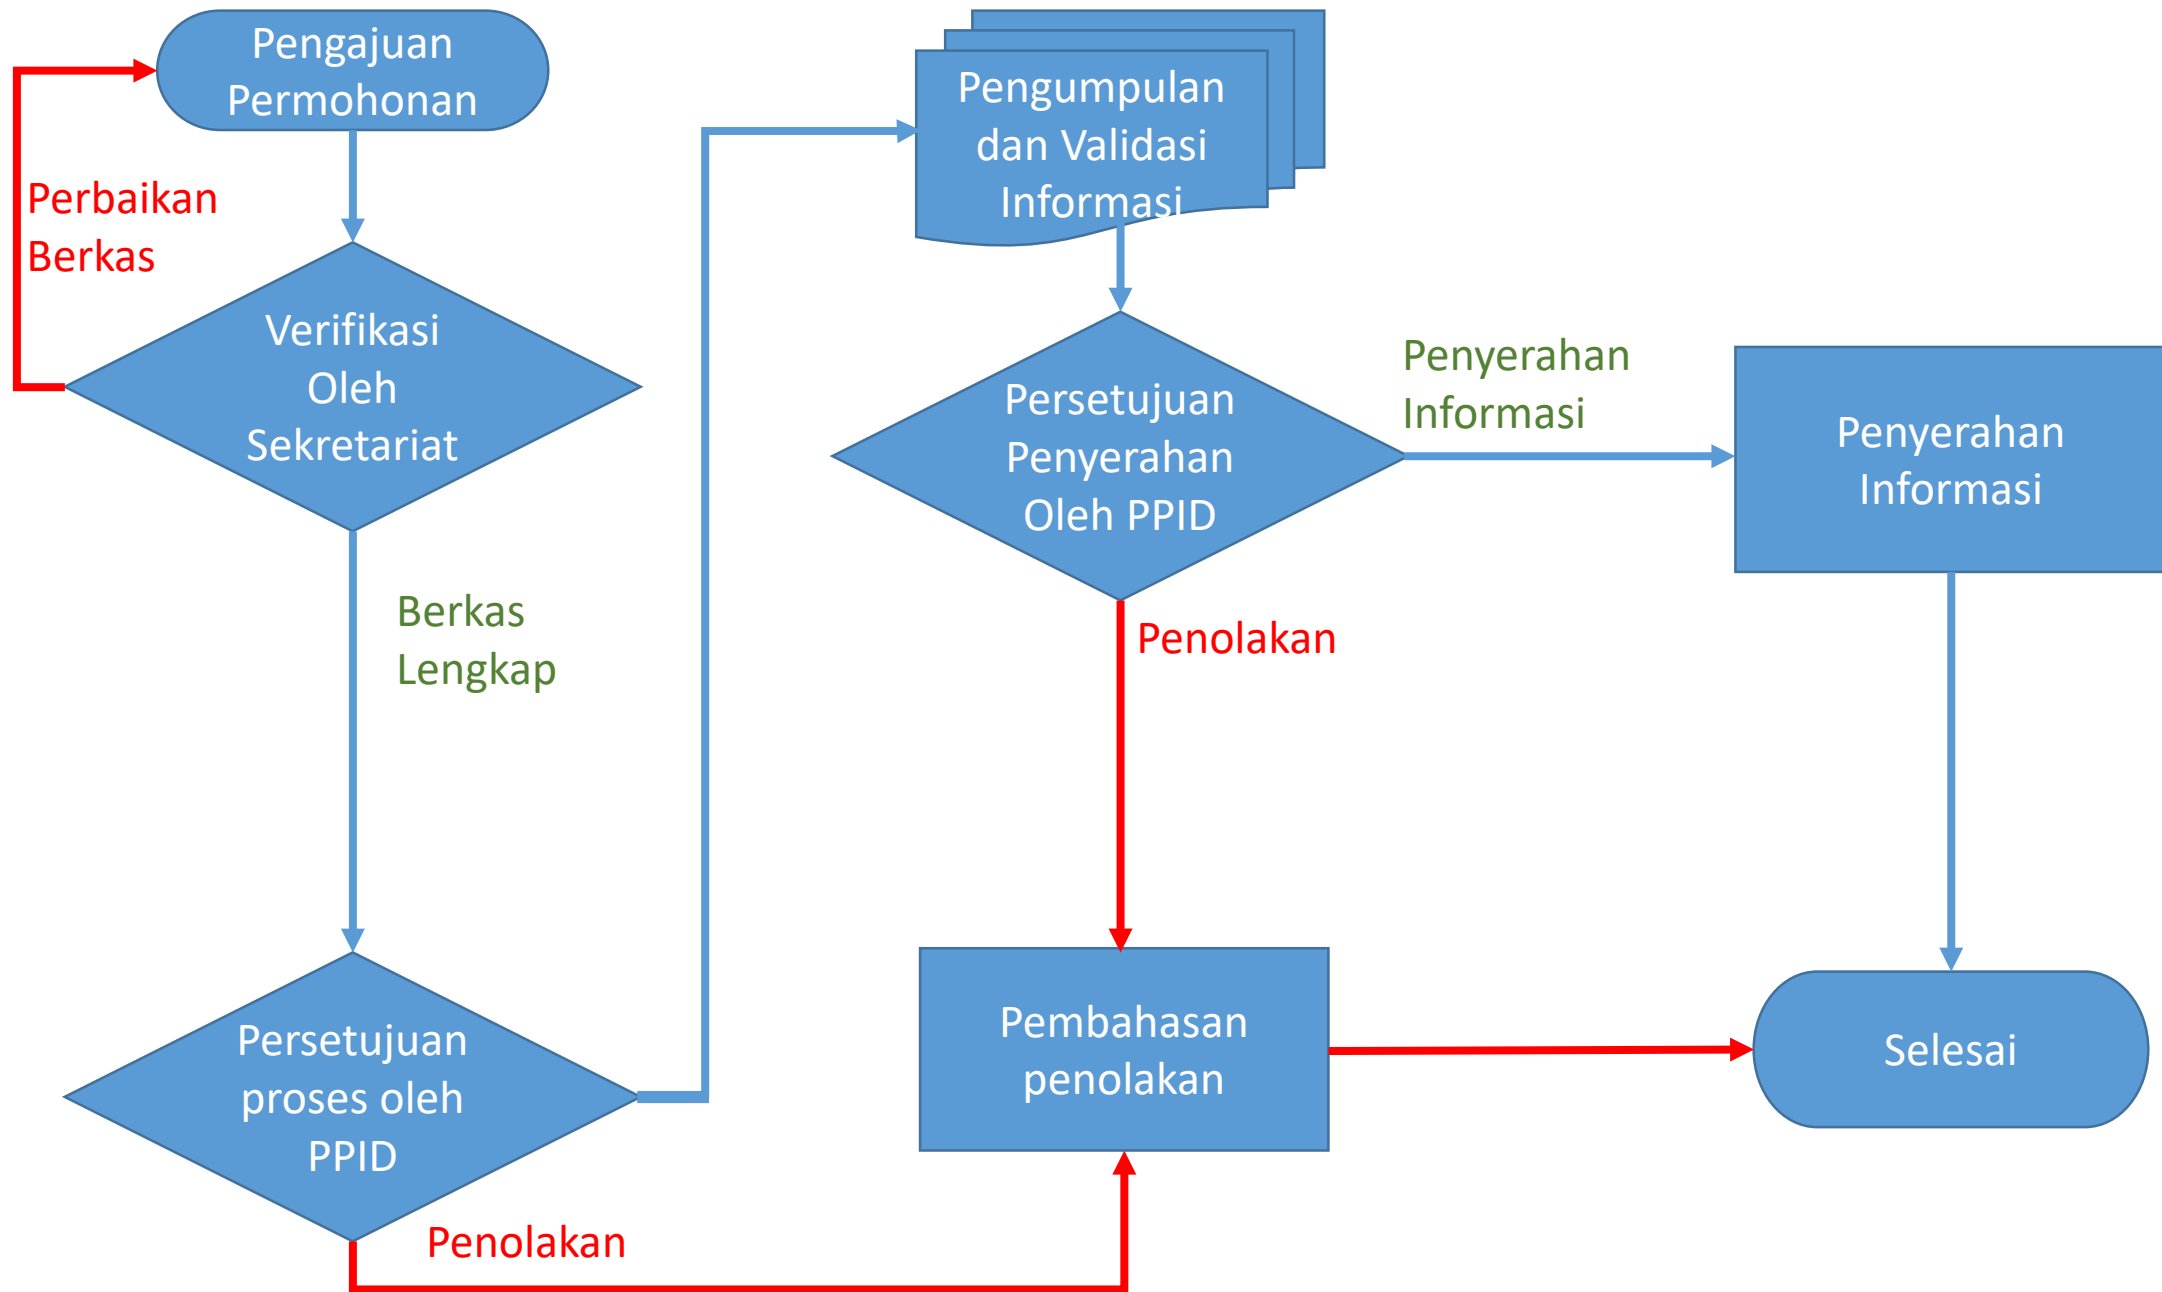 Pengajuan
Permohonan
Perbaikan
Berkas
Verifikasi
Oleh
Sekretariat
Berkas
Lengkap
Persetujuan
proses oleh
PPID
Penolakan
Pengumpulan
dan Validasi
Informasi
Persetujuan
Penyerahan
Oleh PPID
Penolakan
Pembahasan
penolakan
Penyerahan
Informasi
Penyerahan
Informasi
Selesai